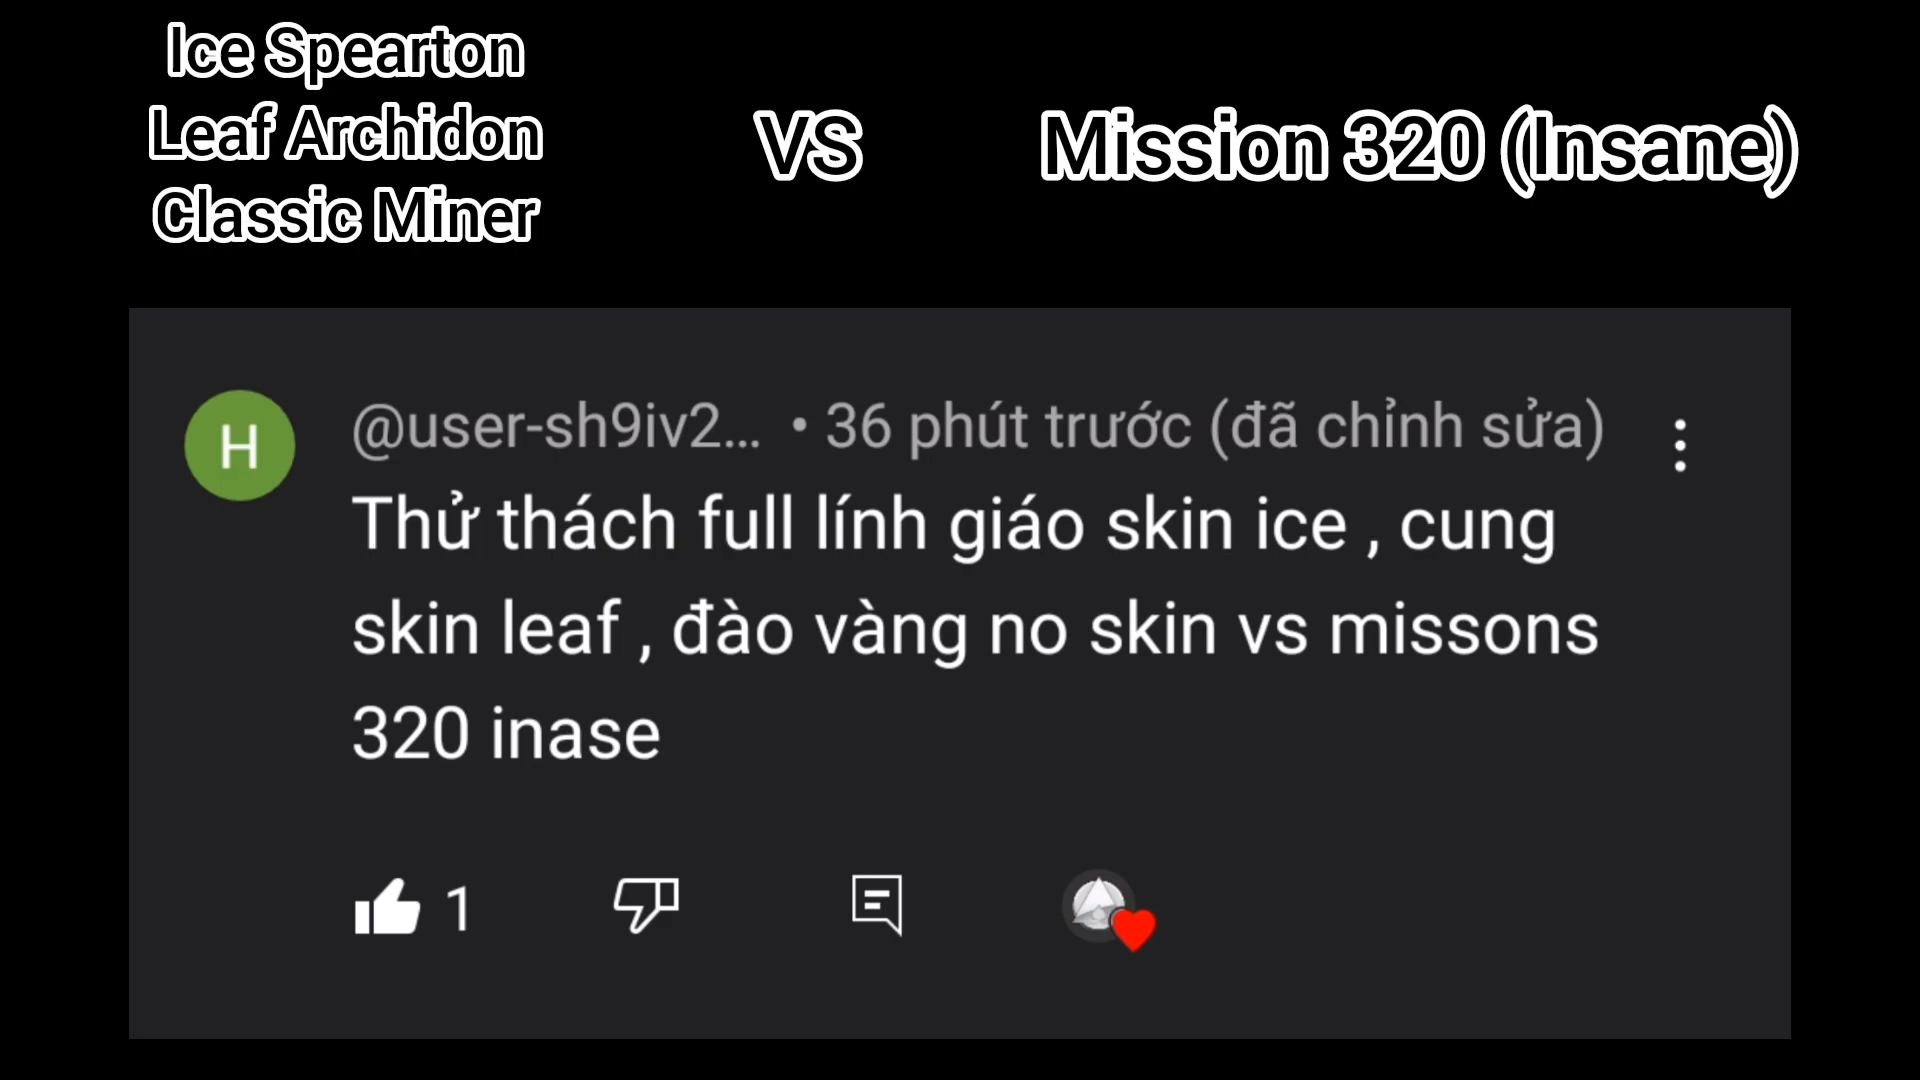 Ice Spearton
Leaf Archidon
Classic Miner
VS
Mission 320 (Insane)
H
@user-sh9iv2... • 36 phút trước (đã chỉnh sửa)
Thử thách full lính giáo skin ice , cung
skin leaf , đào vàng no skin vs missons
320 inase
1